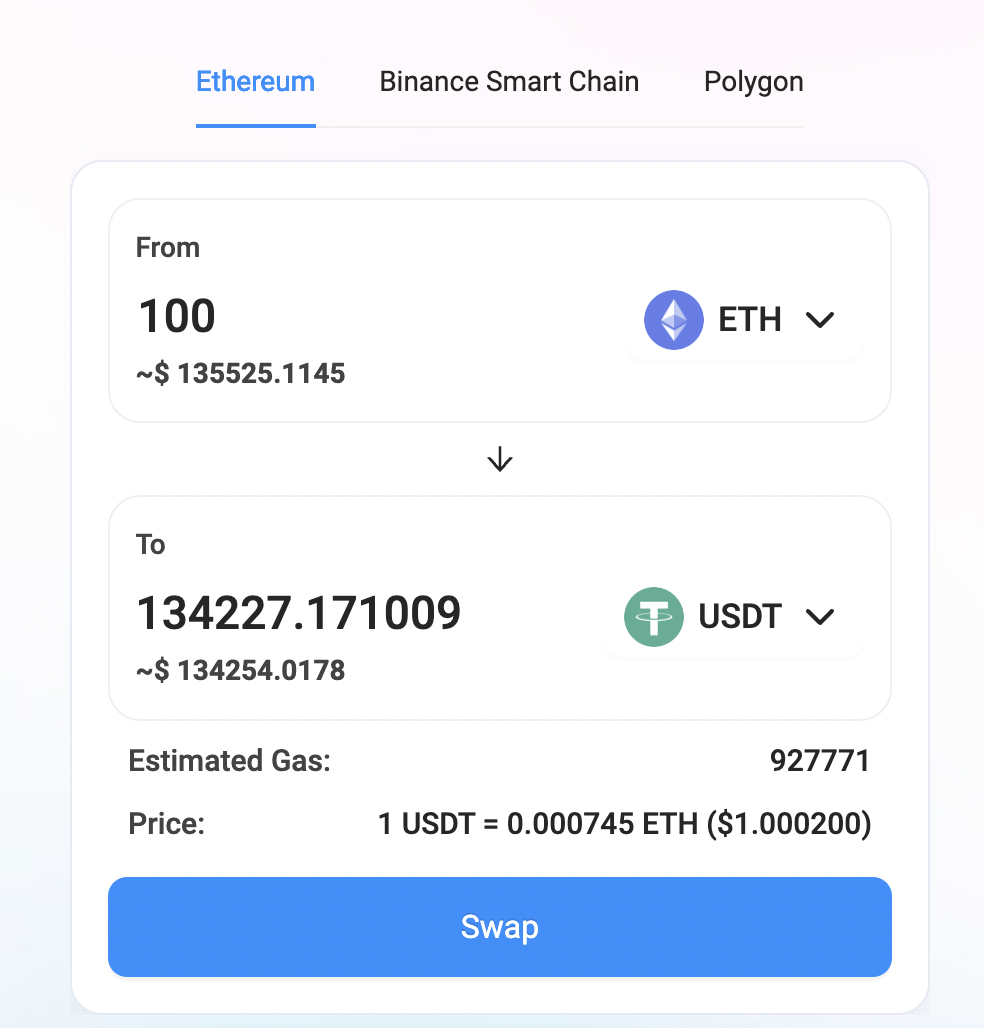 Ethereum Binance Smart Chain Polygon
From
100 ETH
~$ 135525.1145
To
134227.171009 USDT
~$ 134254.0178
Estimated Gas: 927771
Price: 1 USDT = 0.000745 ETH ($1.000200)
Swap